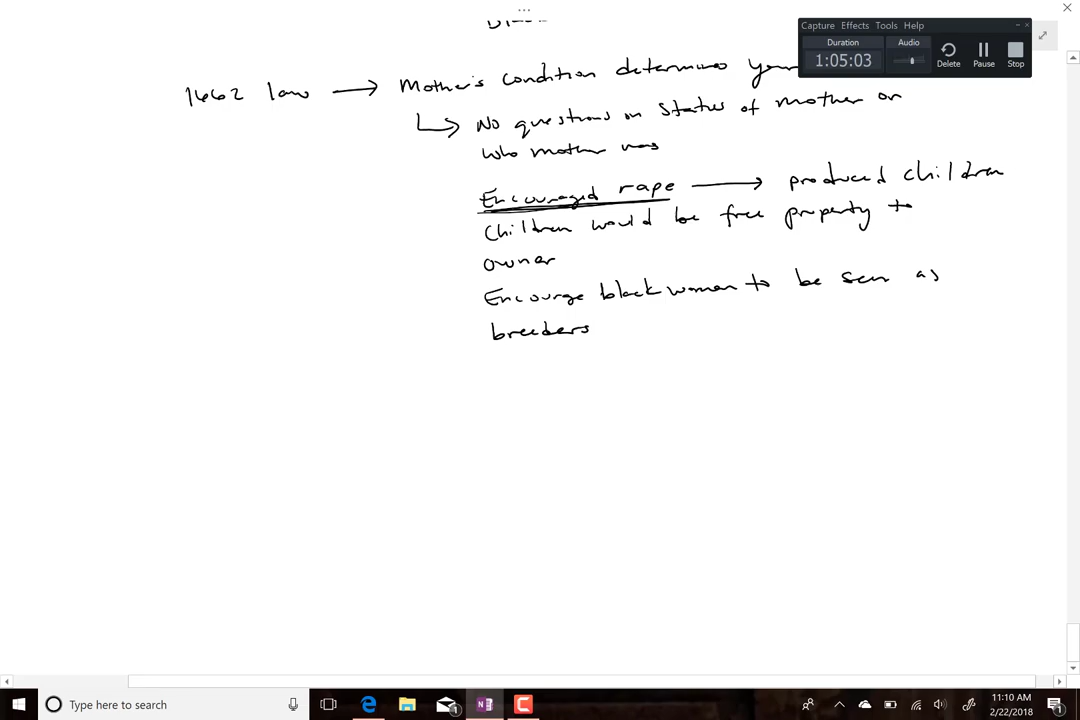 Capture Effects Tools Help
Duration
Audio
1:05:03
Delete
Pause
Stop
1662 law → Mother's condition determines your
No questions on status of mother or
who mother was
Encouraged rape → produced children
children would be free property to
owner
Encourge black women to be seen as
breeders
Type here to search
11:10 AM
2/22/2018